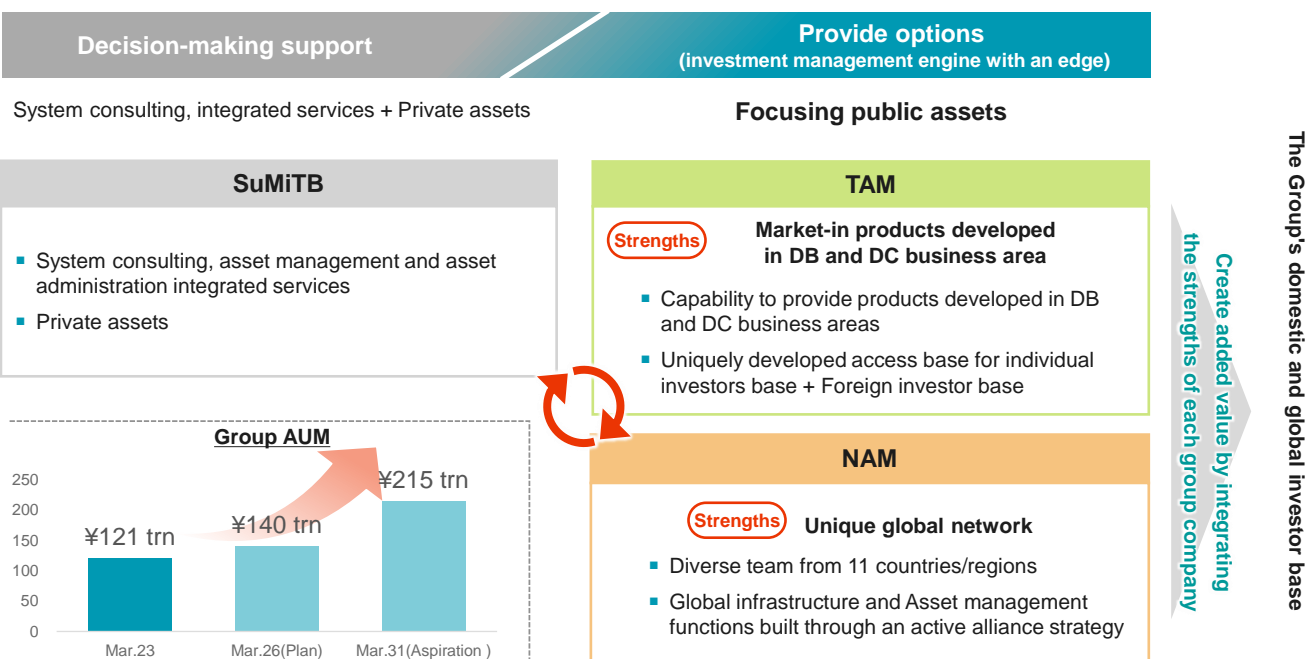 Decision-making support
Provide options
(investment management engine with an edge)
System consulting, integrated services + Private assets
Focusing public assets
SuMiTB
System consulting, asset management and asset
administration integrated services
Private assets
TAM
Strengths
Market-in products developed
in DB and DC business area
Capability to provide products developed in DB
and DC business areas
Uniquely developed access base for individual
investors base + Foreign investor base
Group AUM
250
200
150
100
50
0
¥121 trn
¥140 trn
¥215 trn
Mar.23
Mar.26(Plan)
Mar.31(Aspiration )
NAM
Strengths
Unique global network
Diverse team from 11 countries/regions
Global infrastructure and Asset management
functions built through an active alliance strategy
Create added value by integrating
the strengths of each group company
The Group's domestic and global investor base